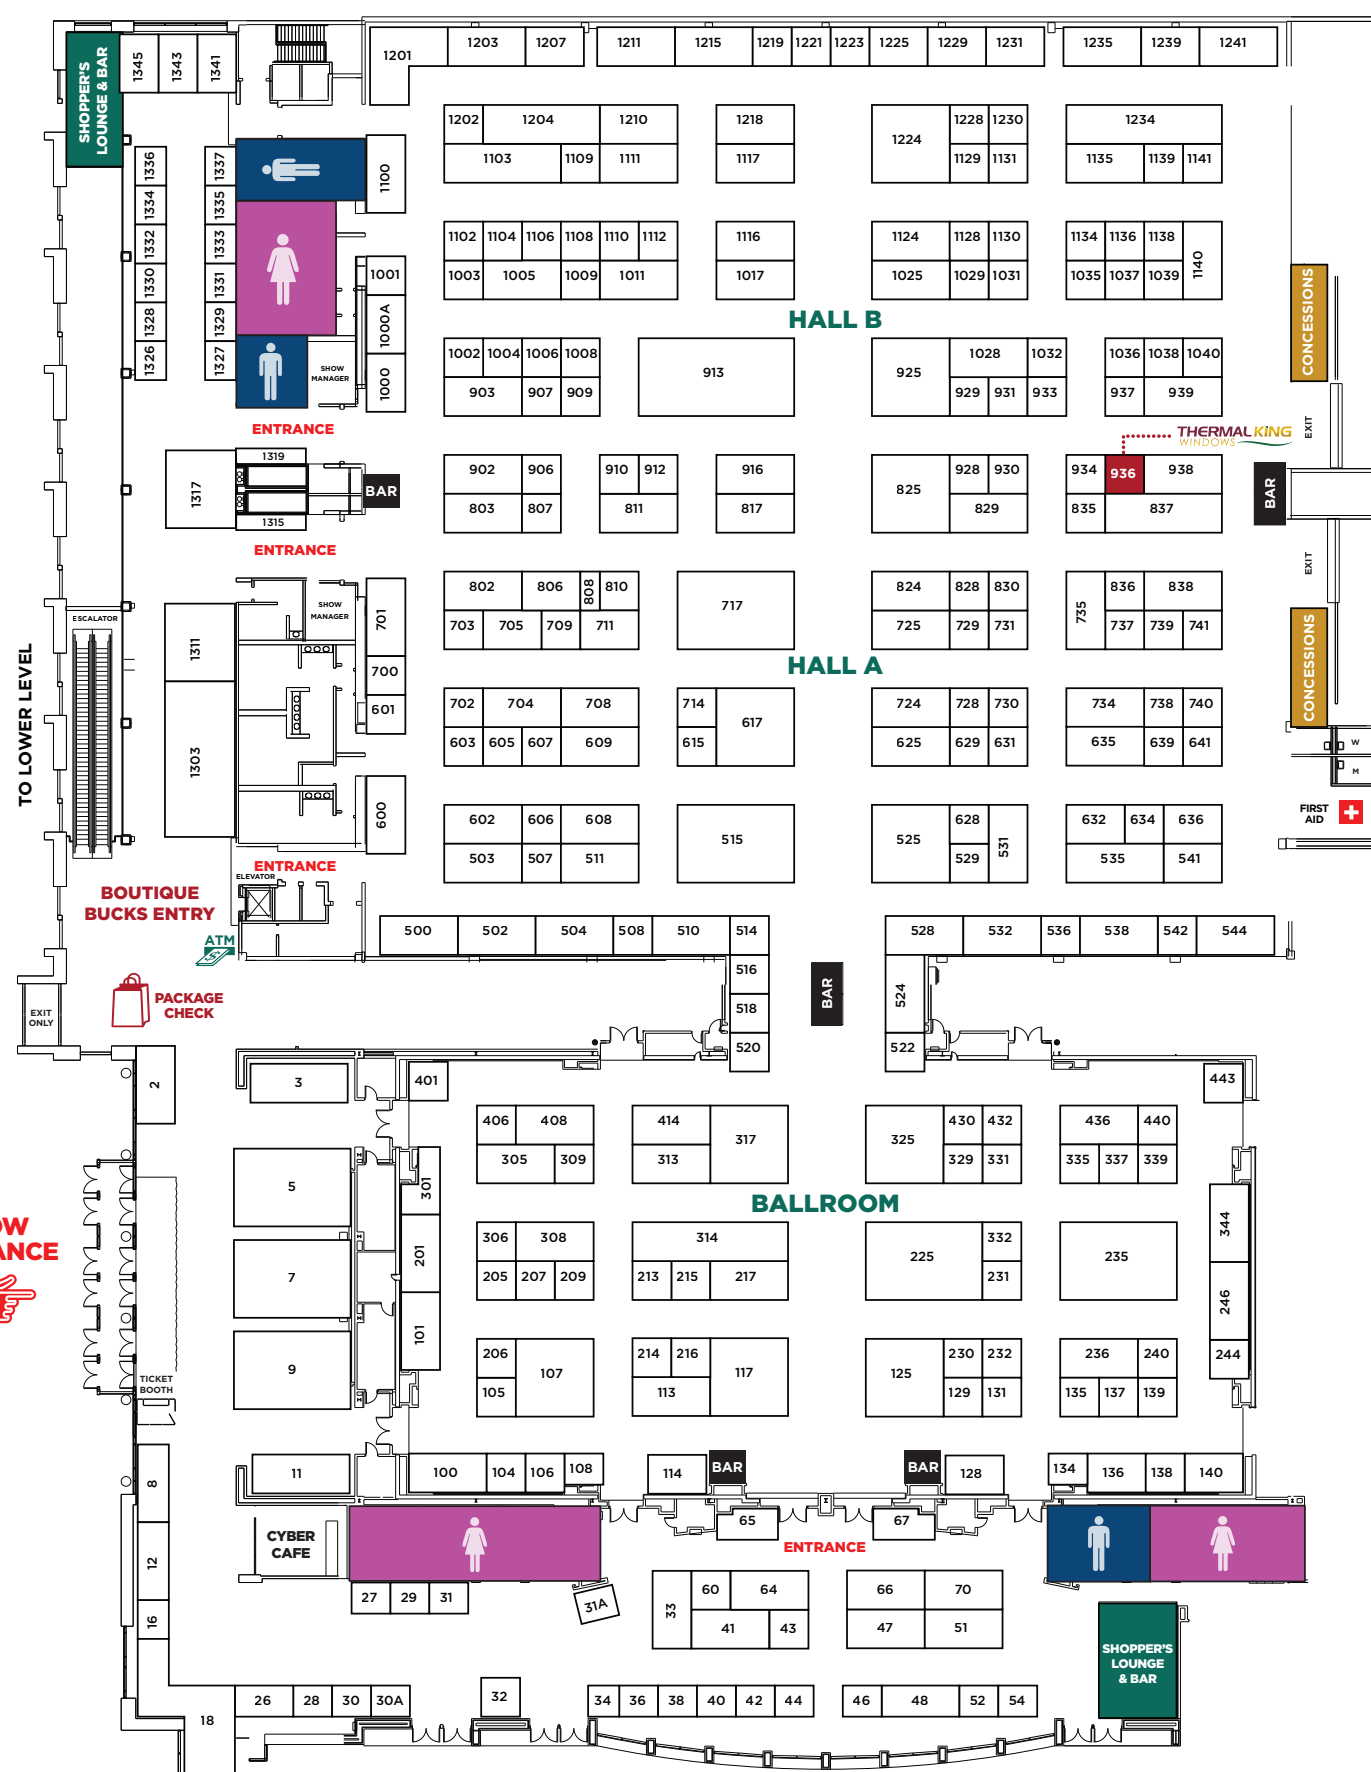 1203 1207 1211 1215 1219 1221 1223 1225 1229 1231 1235 1239 1241
1201
SHOPPER'S
LOUNGE & BAR
1345 1343 1341
1202 1204 1210 1218 1224 1228 1230 1234
1103 1109 1111 1117 1129 1131 1135 1139 1141
1336 1337 1100
1334 1335
1332 1333
1330 1331
1328 1329
1326 1327
1102 1104 1106 1108 1110 1112 1116 1124 1128 1130 1134 1136 1138 1140
1003 1005 1009 1011 1017 1025 1029 1031 1035 1037 1039
1001
1000A
1000
SHOW
MANAGER
CONCESSIONS
HALL B
1002 1004 1006 1008 913 925 1028 1032 1036 1038 1040
903 907 909 929 931 933 937 939
ENTRANCE
THERMAL KING
WINDOWS
EXIT
1319
1317
1315
BAR
902 906 910 912 916 825 928 930 934 936 938
803 807 811 817 829 835 837
BAR
ENTRANCE
EXIT
SHOW
MANAGER
802 806 808 810 717 824 828 830 735 836 838
703 705 709 711 725 729 731 737 739 741
701
700
601
600
ESCALATOR
TO LOWER LEVEL
1311
1303
CONCESSIONS
HALL A
702 704 708 714 617 724 728 730 734 738 740
603 605 607 609 615 625 629 631 635 639 641
W
M
FIRST
AID
602 606 608 515 525 628 531 632 634 636
503 507 511 529 535 541
ENTRANCE
ELEVATOR
BOUTIQUE
BUCKS ENTRY
ATM
$
500 502 504 508 510 514 528 532 536 538 542 544
516
518
520
BAR
524
522
PACKAGE
CHECK
EXIT
ONLY
2
3 401 443
406 408 414 317 325 430 432 436 440
305 309 313 329 331 335 337 339
5
301
201
101
BALLROOM
344
246
244
OW
ANCE
306 308 314 225 332 235
205 207 209 213 215 217 231
7
9
206 107 214 216 117 125 230 232 236 240
105 113 129 131 135 137 139
TICKET
BOOTH
8
12
16
11 100 104 106 108 114 BAR BAR 128 134 136 138 140
65 67
ENTRANCE
CYBER
CAFE
27 29 31 31A
33 60 64 66 70
41 43 47 51
SHOPPER'S
LOUNGE
& BAR
26 28 30 30A 32 34 36 38 40 42 44 46 48 52 54
18